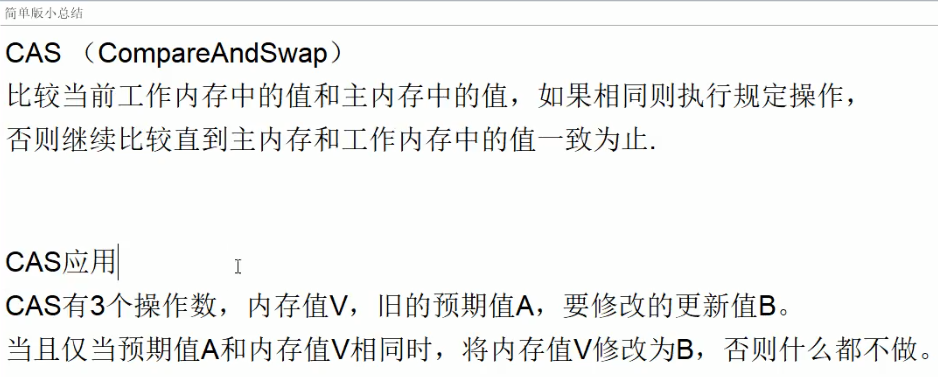 简单版小总结
CAS （CompareAndSwap）
比较当前工作内存中的值和主内存中的值，如果相同则执行规定操作，
否则继续比较直到主内存和工作内存中的值一致为止.
CAS应用
CAS有3个操作数，内存值V，旧的预期值A，要修改的更新值B。
当且仅当预期值A和内存值V相同时，将内存值V修改为B，否则什么都不做。